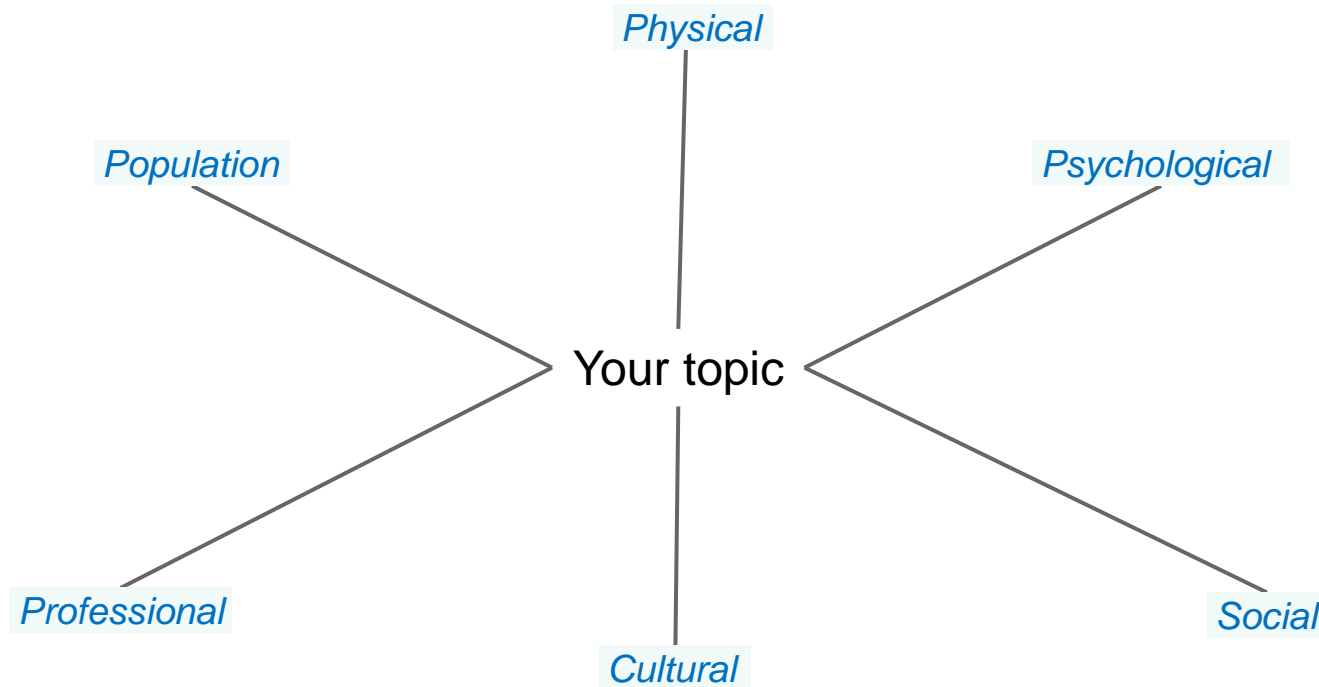 Physical
Population
Psychological
Your topic
Professional
Social
Cultural